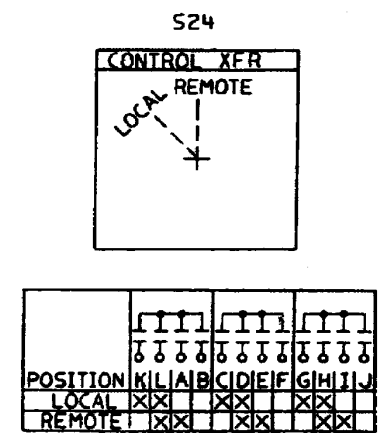 S24
CONTROL XFR
REMOTE
LOCAL
POSITION K L A B C D E F G H I J
LOCAL X X X X X X
REMOTE X X X X X X